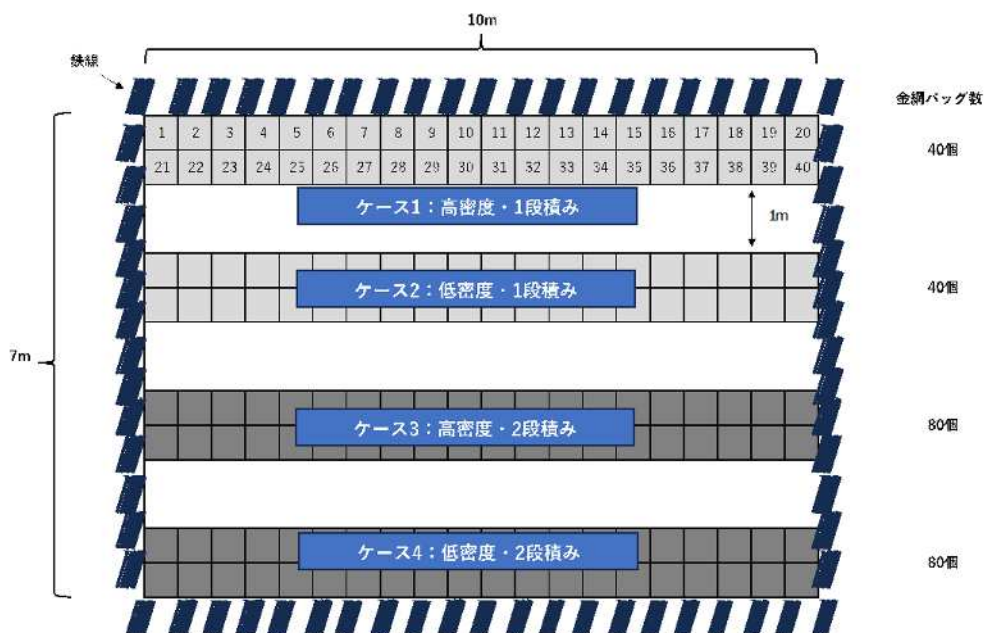 10m
鉄線
金網バッグ数
1 2 3 4 5 6 7 8 9 10 11 12 13 14 15 16 17 18 19 20
40個
21 22 23 24 25 26 27 28 29 30 31 32 33 34 35 36 37 38 39 40
ケース1：高密度・1段積み
1m
ケース2：低密度・1段積み
40個
7m
ケース3：高密度・2段積み
80個
ケース4：低密度・2段積み
80個